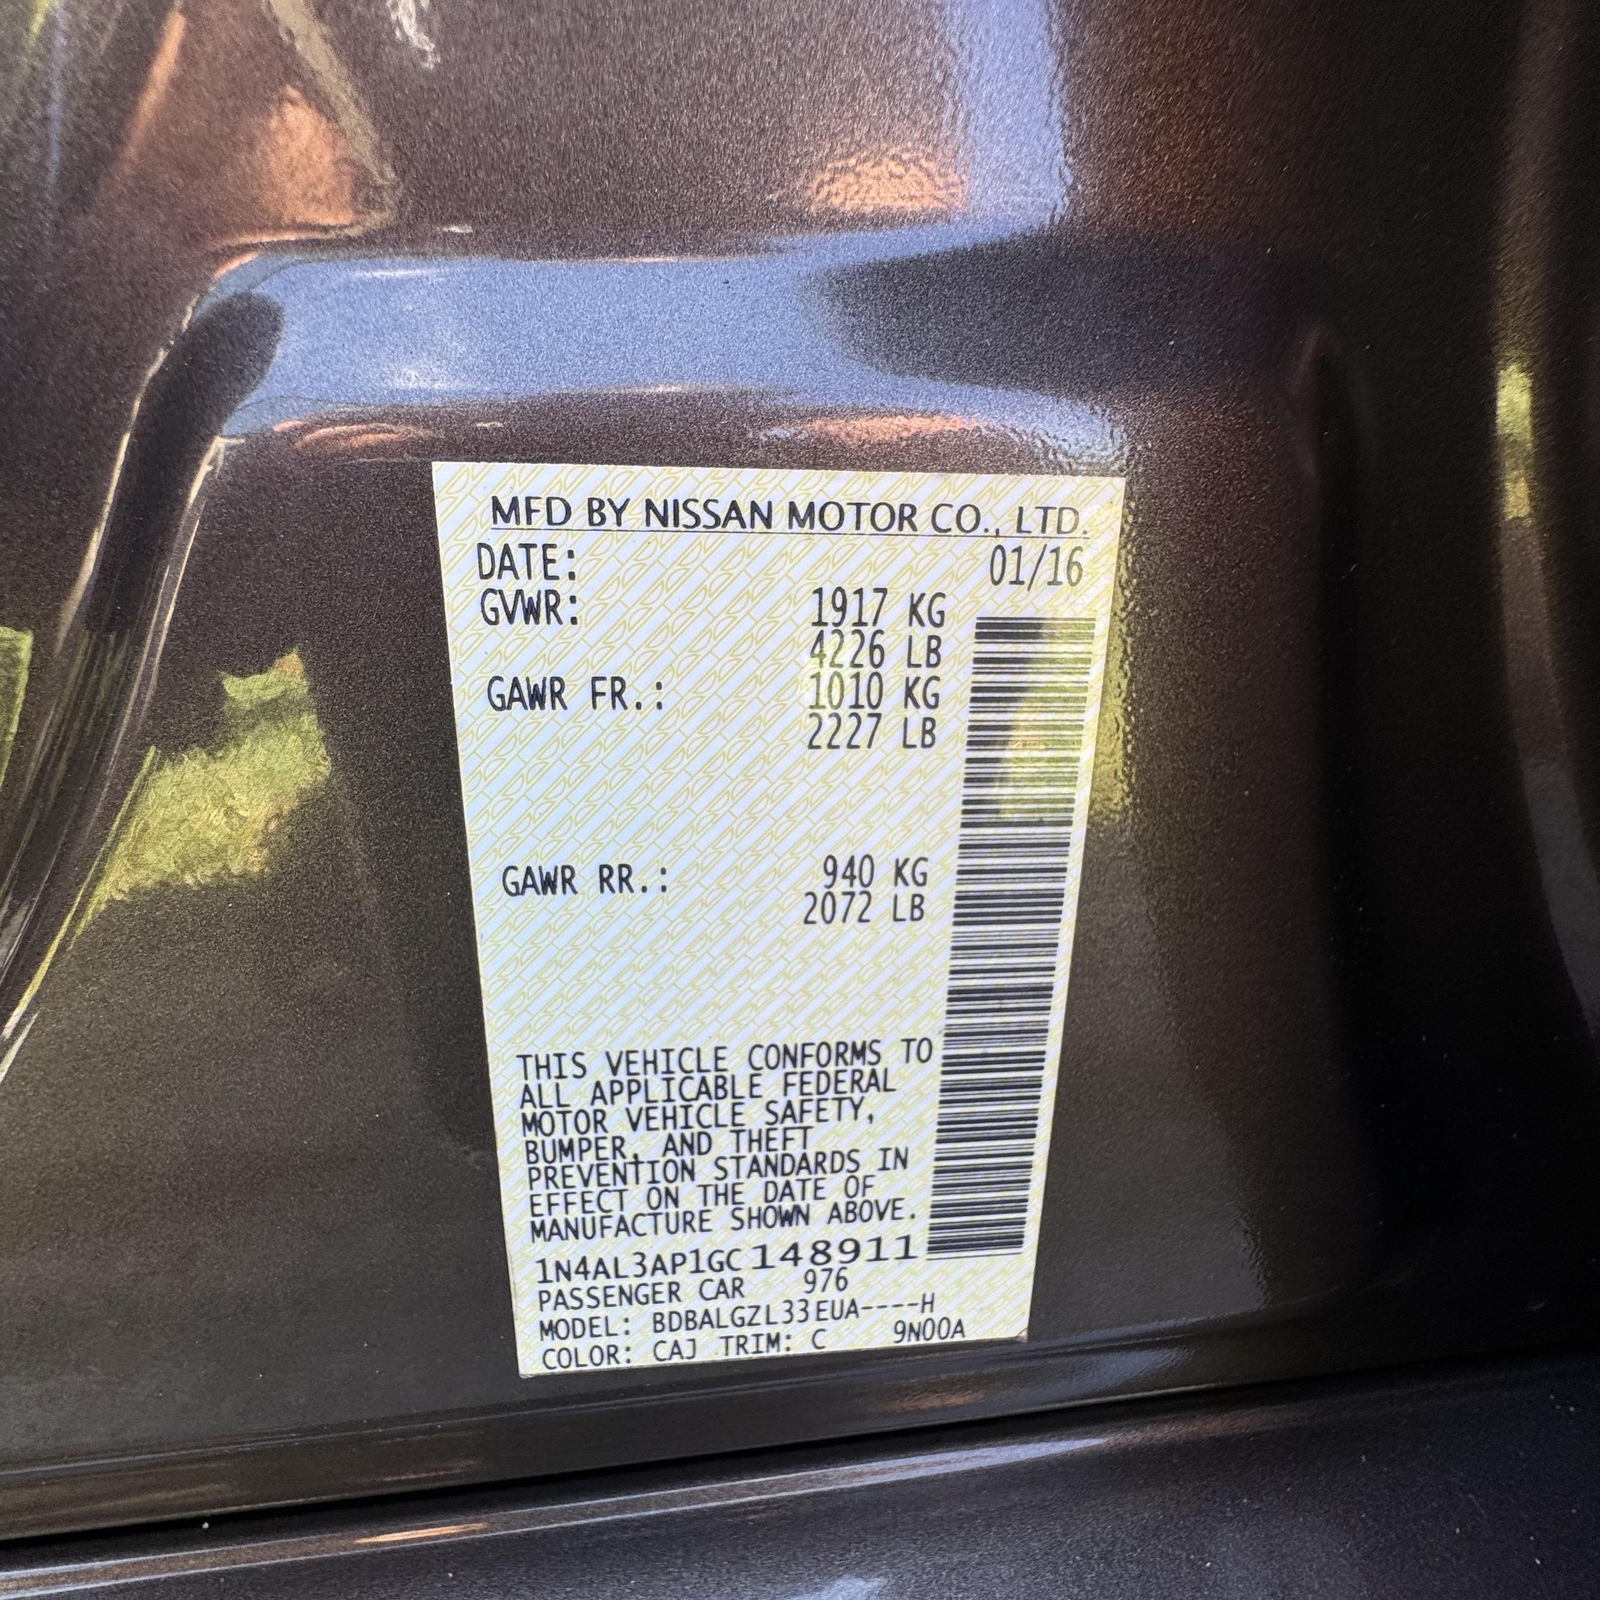 MFD BY NISSAN MOTOR CO., LTD.
DATE: 01/16
GVWR: 1917 KG
4226 LB
GAWR FR.: 1010 KG
2227 LB
GAWR RR.: 940 KG
2072 LB
THIS VEHICLE CONFORMS TO
ALL APPLICABLE FEDERAL
MOTOR VEHICLE SAFETY,
BUMPER, AND THEFT
PREVENTION STANDARDS IN
EFFECT ON THE DATE OF
MANUFACTURE SHOWN ABOVE.
1N4AL3AP1GC148911
PASSENGER CAR 976
MODEL: BDBALGZL33EUA----H
COLOR: CAJ TRIM: C 9N00A